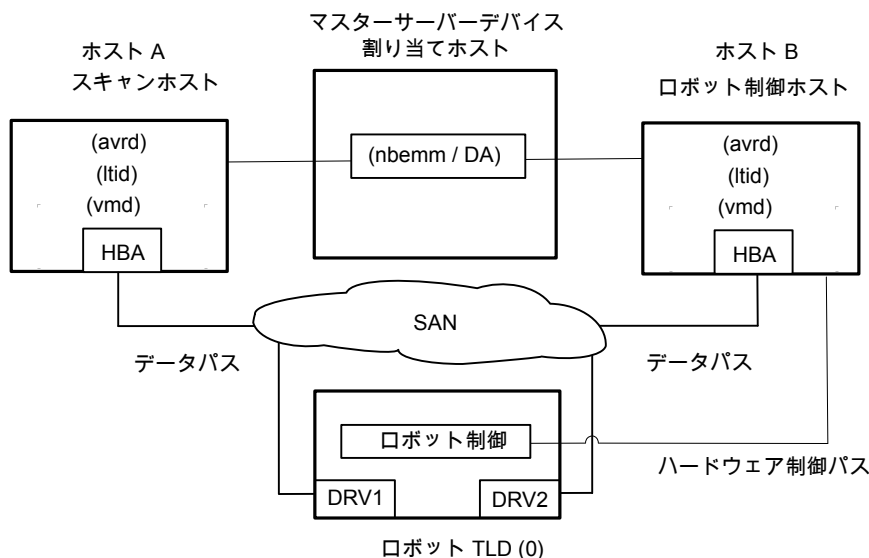 マスターサーバーデバイス
割り当てホスト
ホスト A
スキャンホスト
ホスト B
ロボット制御ホスト
(avrd)
(ltid)
(vmd)
HBA
(nbemm / DA)
(avrd)
(ltid)
(vmd)
HBA
SAN
データパス
データパス
ロボット制御
ハードウェア制御パス
DRV1
DRV2
ロボット TLD (0)